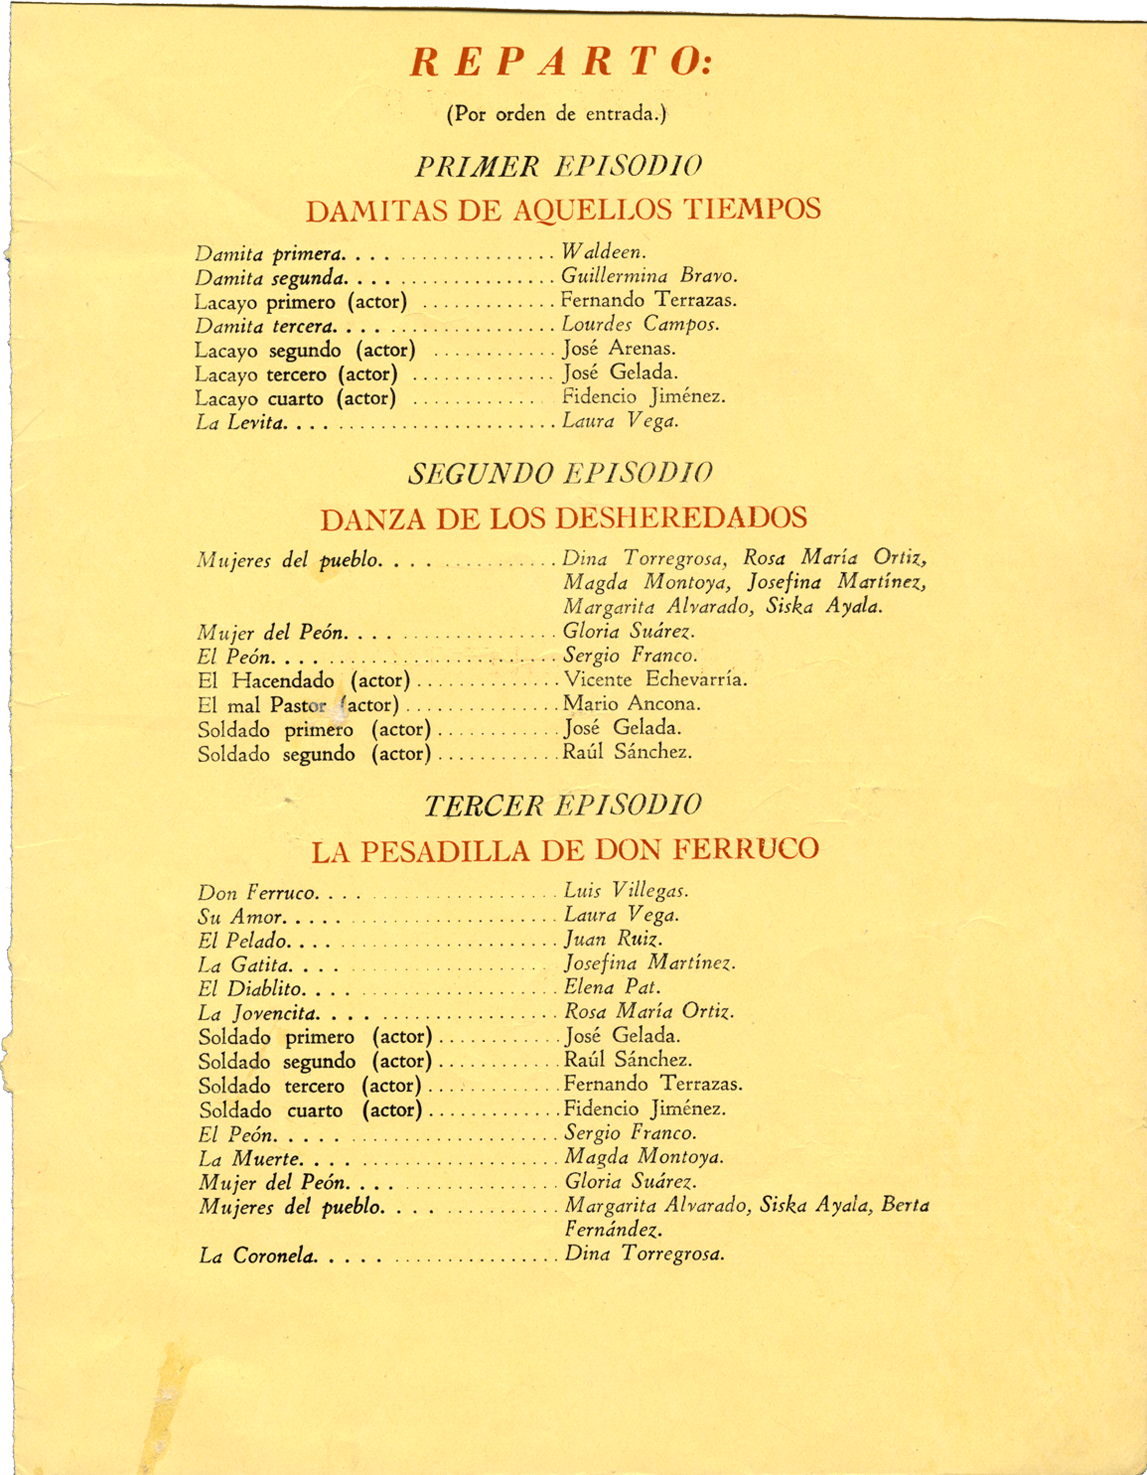 REPARTO:
(Por orden de entrada.)
PRIMER EPISODIO
DAMITAS DE AQUELLOS TIEMPOS
Damita primera. . . . . . . . . . . . . . . . . . . . Waldeen.
Damita segunda. . . . . . . . . . . . . . . . . . . . Guillermina Bravo.
Lacayo primero (actor) . . . . . . . . . . . . . Fernando Terrazas.
Damita tercera. . . . . . . . . . . . . . . . . . . . . Lourdes Campos.
Lacayo segundo (actor) . . . . . . . . . . . . José Arenas.
Lacayo tercero (actor) . . . . . . . . . . . . . . José Gelada.
Lacayo cuarto (actor) . . . . . . . . . . . . Fidencio Jiménez.
La Levita. . . . . . . . . . . . . . . . . . . . . . . . . . Laura Vega.
SEGUNDO EPISODIO
DANZA DE LOS DESHEREDADOS
Mujeres del pueblo. . . . . . . . . . . . . . . . . Dina Torregrosa, Rosa María Ortiz,
Magda Montoya, Josefina Martínez,
Margarita Alvarado, Siska Ayala.
Mujer del Peón. . . . . . . . . . . . . . . . . . . . Gloria Suárez.
El Peón. . . . . . . . . . . . . . . . . . . . . . . . . . . Sergio Franco.
El Hacendado (actor) . . . . . . . . . . . . . . Vicente Echevarría.
El mal Pastor (actor) . . . . . . . . . . . . . . . Mario Ancona.
Soldado primero (actor) . . . . . . . . . . . . José Gelada.
Soldado segundo (actor) . . . . . . . . . . . . Raúl Sánchez.
TERCER EPISODIO
LA PESADILLA DE DON FERRUCO
Don Ferruco. . . . . . . . . . . . . . . . . . . . . . . Luis Villegas.
Su Amor. . . . . . . . . . . . . . . . . . . . . . . . . . Laura Vega.
El Pelado. . . . . . . . . . . . . . . . . . . . . . . . . . Juan Ruiz.
La Gatita. . . . . . . . . . . . . . . . . . . . . . . . . Josefina Martínez.
El Diablito. . . . . . . . . . . . . . . . . . . . . . . . Elena Pat.
La Jovencita. . . . . . . . . . . . . . . . . . . . . . . Rosa María Ortiz.
Soldado primero (actor) . . . . . . . . . . . . José Gelada.
Soldado segundo (actor) . . . . . . . . . . . . Raúl Sánchez.
Soldado tercero (actor) . . . . . . . . . . . . . Fernando Terrazas.
Soldado cuarto (actor) . . . . . . . . . . . . . Fidencio Jiménez.
El Peón. . . . . . . . . . . . . . . . . . . . . . . . . . . Sergio Franco.
La Muerte. . . . . . . . . . . . . . . . . . . . . . . . Magda Montoya.
Mujer del Peón. . . . . . . . . . . . . . . . . . . . Gloria Suárez.
Mujeres del pueblo. . . . . . . . . . . . . . . . . Margarita Alvarado, Siska Ayala, Berta
Fernández.
La Coronela. . . . . . . . . . . . . . . . . . . . . . . Dina Torregrosa.